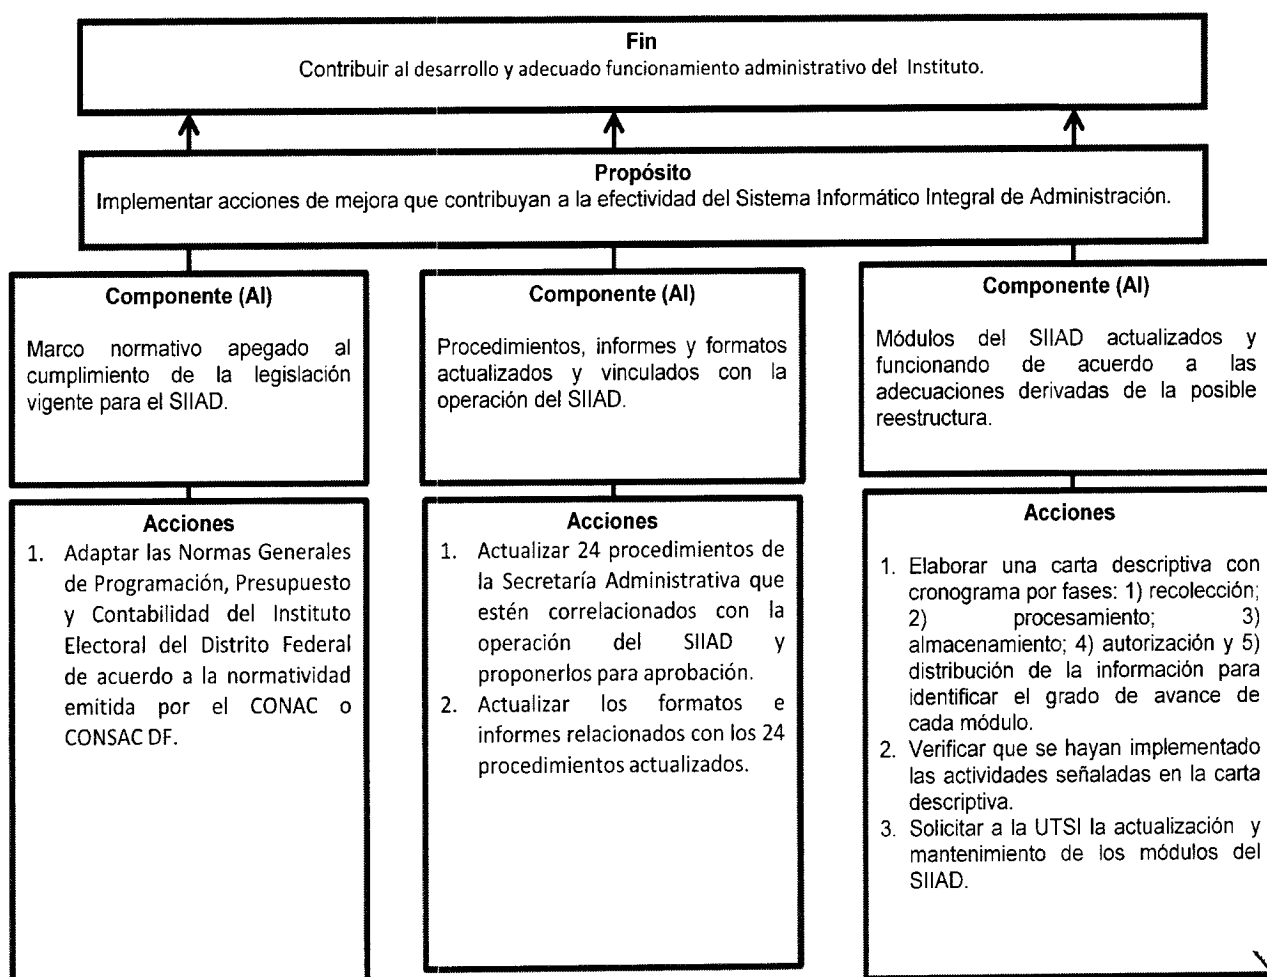 Fin
Contribuir al desarrollo y adecuado funcionamiento administrativo del Instituto.
Propósito
Implementar acciones de mejora que contribuyan a la efectividad del Sistema Informático Integral de Administración.
Componente (AI)
Marco normativo apegado al
cumplimiento de la legislación
vigente para el SIIAD.
Componente (AI)
Procedimientos, informes y formatos
actualizados y vinculados con la
operación del SIIAD.
Componente (AI)
Módulos del SIIAD actualizados y
funcionando de acuerdo a las
adecuaciones derivadas de la posible
reestructura.
Acciones
1. Adaptar las Normas Generales
de Programación, Presupuesto
y Contabilidad del Instituto
Electoral del Distrito Federal
de acuerdo a la normatividad
emitida por el CONAC o
CONSAC DF.
Acciones
1. Actualizar 24 procedimientos de
la Secretaría Administrativa que
estén correlacionados con la
operación del SIIAD y
proponerlos para aprobación.
2. Actualizar los formatos e
informes relacionados con los 24
procedimientos actualizados.
Acciones
1. Elaborar una carta descriptiva con
cronograma por fases: 1) recolección;
2) procesamiento; 3)
almacenamiento; 4) autorización y 5)
distribución de la información para
identificar el grado de avance de
cada módulo.
2. Verificar que se hayan implementado
las actividades señaladas en la carta
descriptiva.
3. Solicitar a la UTSI la actualización y
mantenimiento de los módulos del
SIIAD.